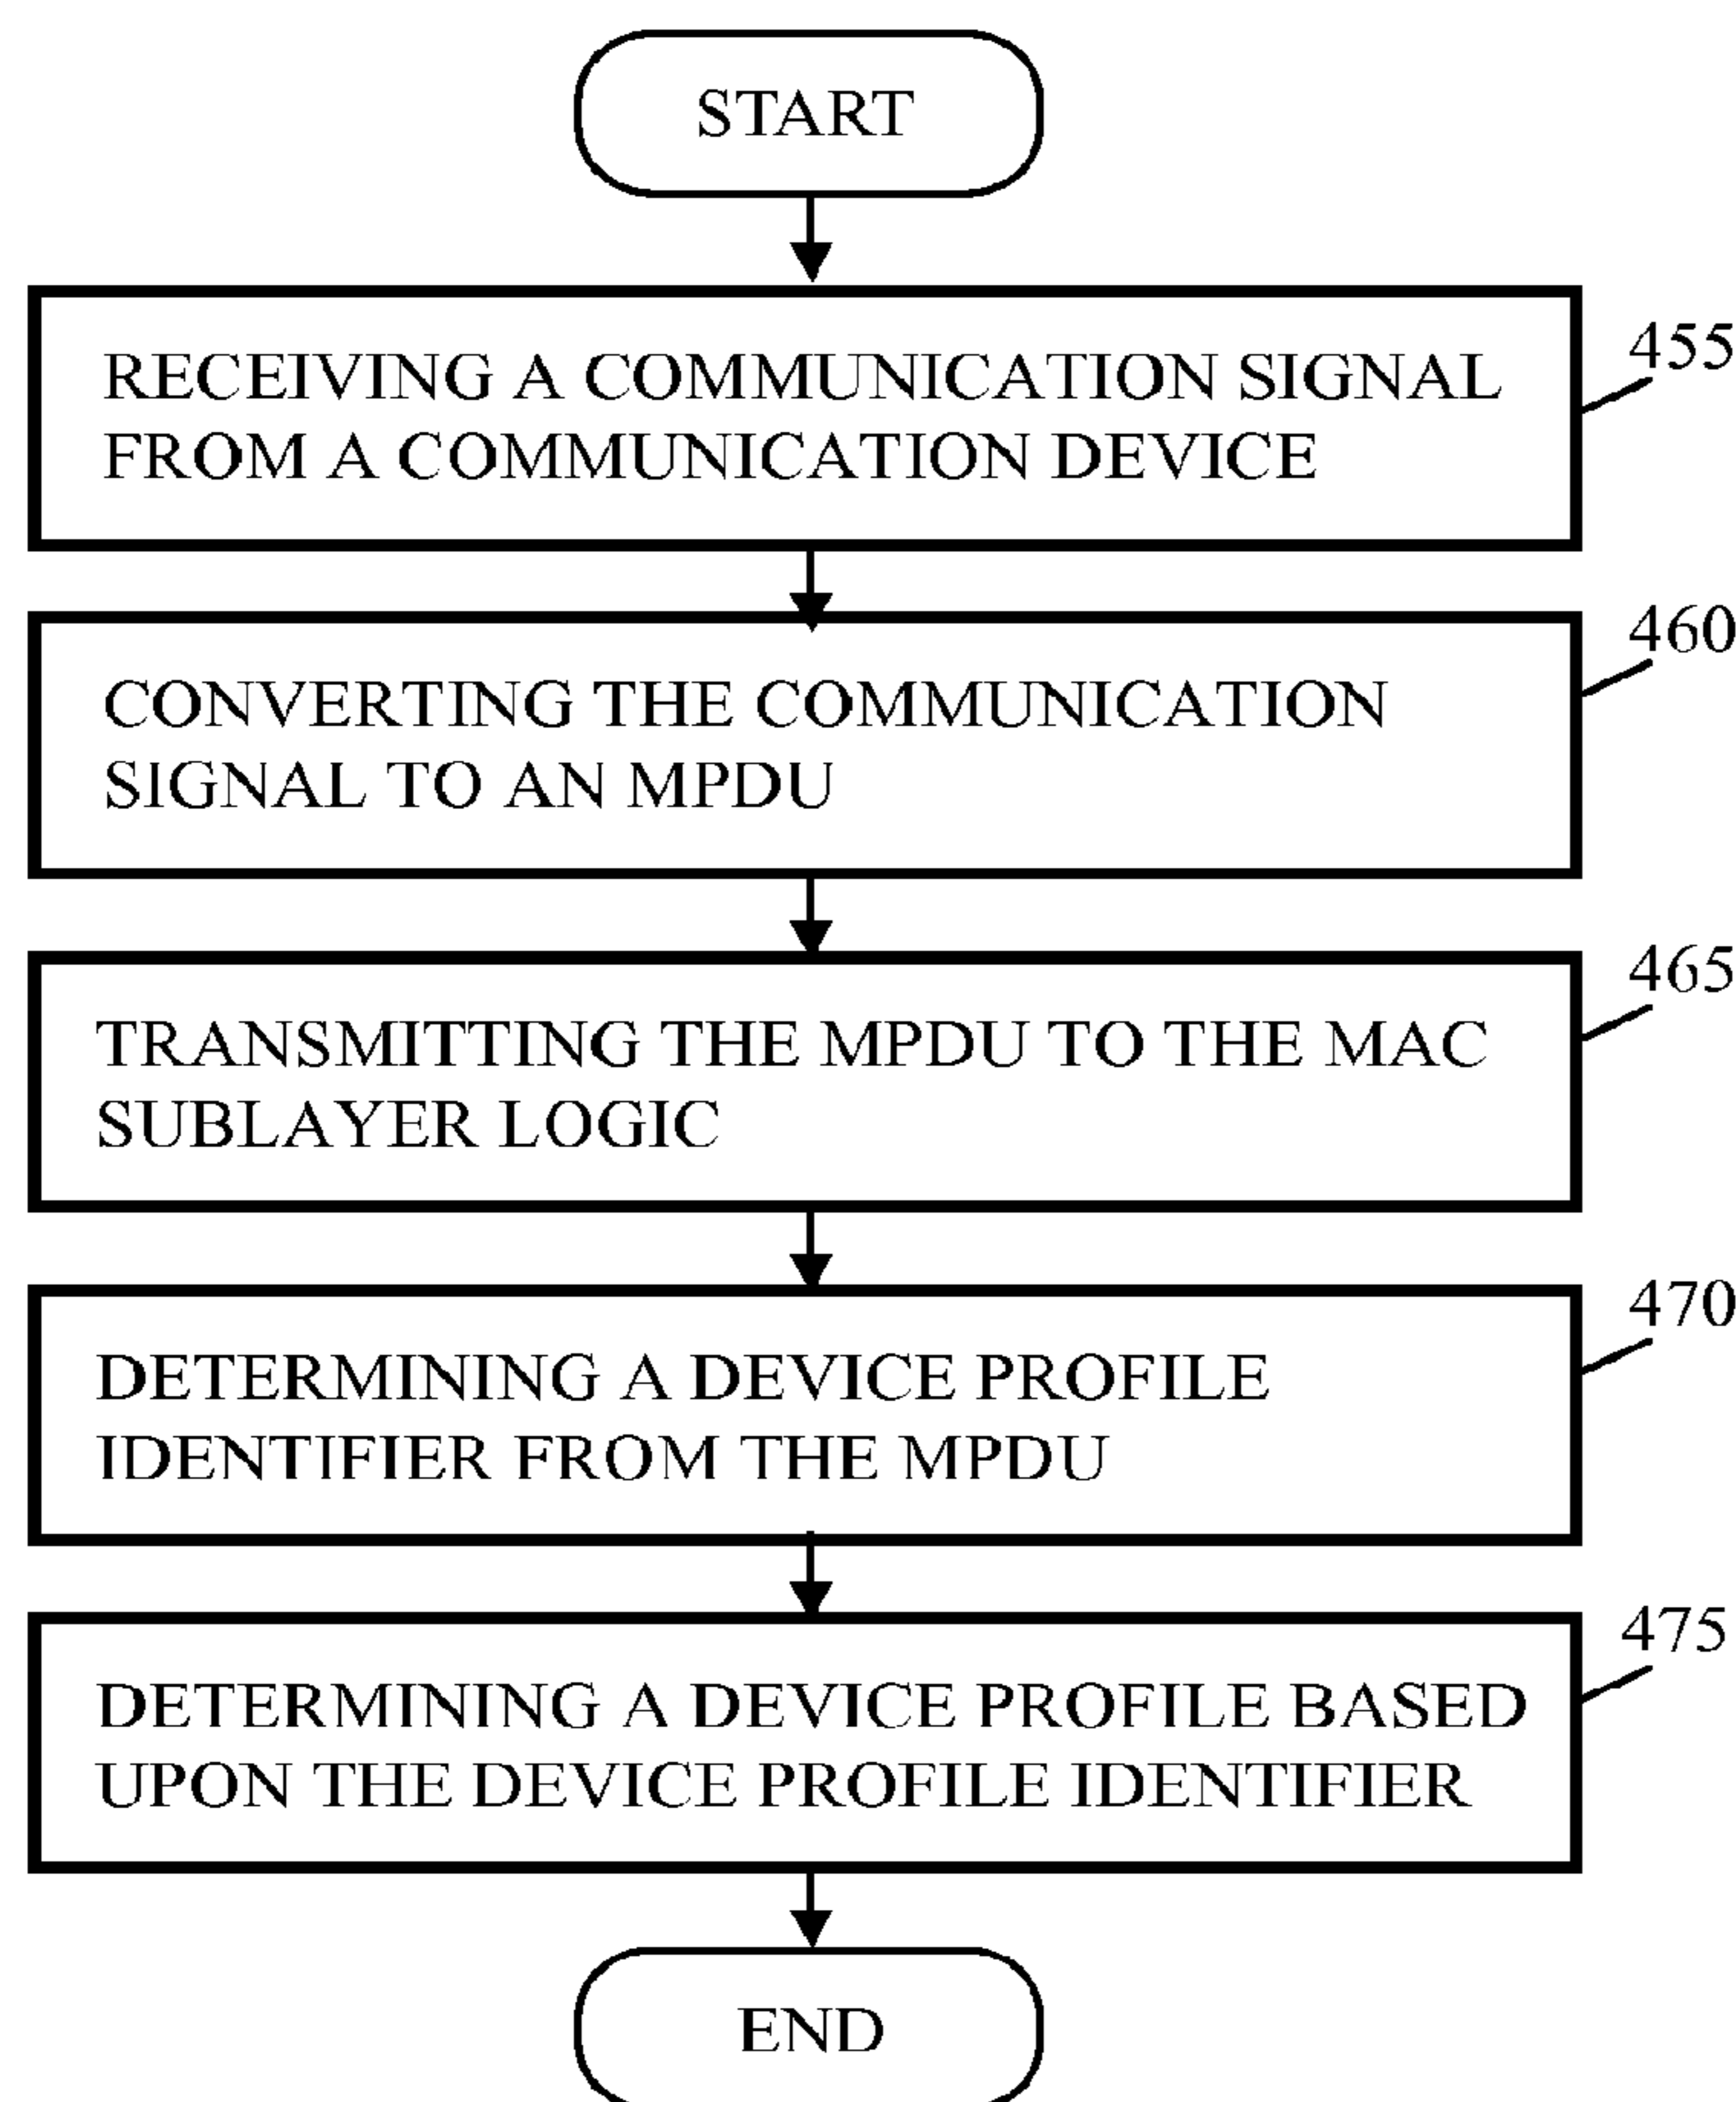 START
455
RECEIVING A COMMUNICATION SIGNAL
FROM A COMMUNICATION DEVICE
460
CONVERTING THE COMMUNICATION
SIGNAL TO AN MPDU
465
TRANSMITTING THE MPDU TO THE MAC
SUBLAYER LOGIC
470
DETERMINING A DEVICE PROFILE
IDENTIFIER FROM THE MPDU
475
DETERMINING A DEVICE PROFILE BASED
UPON THE DEVICE PROFILE IDENTIFIER
END